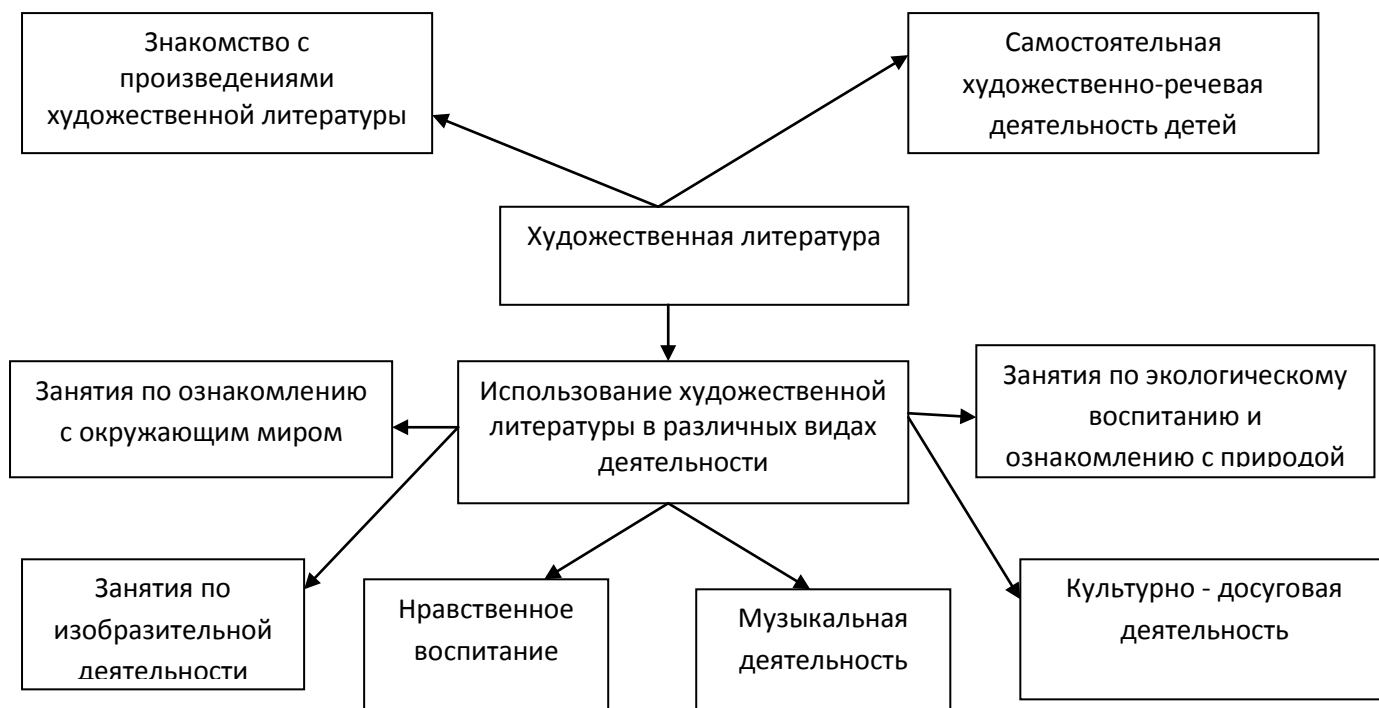 Знакомство с
произведениями
художественной литературы
Самостоятельная
художественно-речевая
деятельность детей
Художественная литература
Занятия по ознакомлению
с окружающим миром
Использование художественной
литературы в различных видах
деятельности
Занятия по экологическому
воспитанию и
ознакомлению с природой
Занятия по
изобразительной
деятельности
Нравственное
воспитание
Музыкальная
деятельность
Культурно - досуговая
деятельность